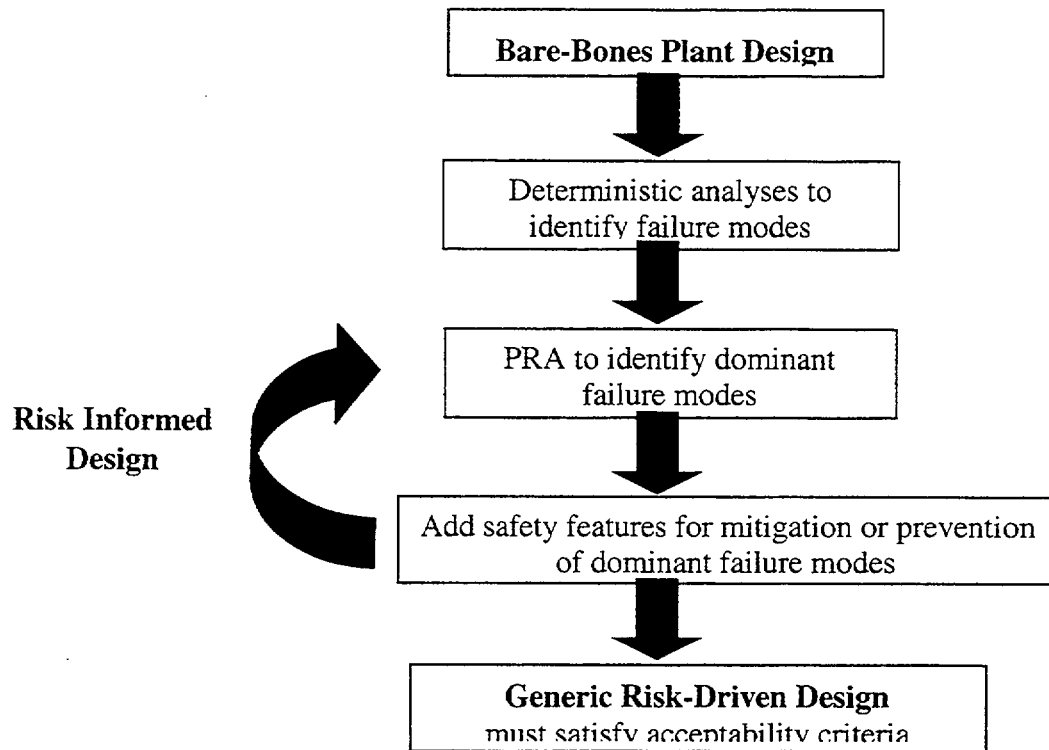 Bare-Bones Plant Design
Deterministic analyses to
identify failure modes
PRA to identify dominant
failure modes
Risk Informed
Design
Add safety features for mitigation or prevention
of dominant failure modes
Generic Risk-Driven Design
must satisfy acceptability criteria